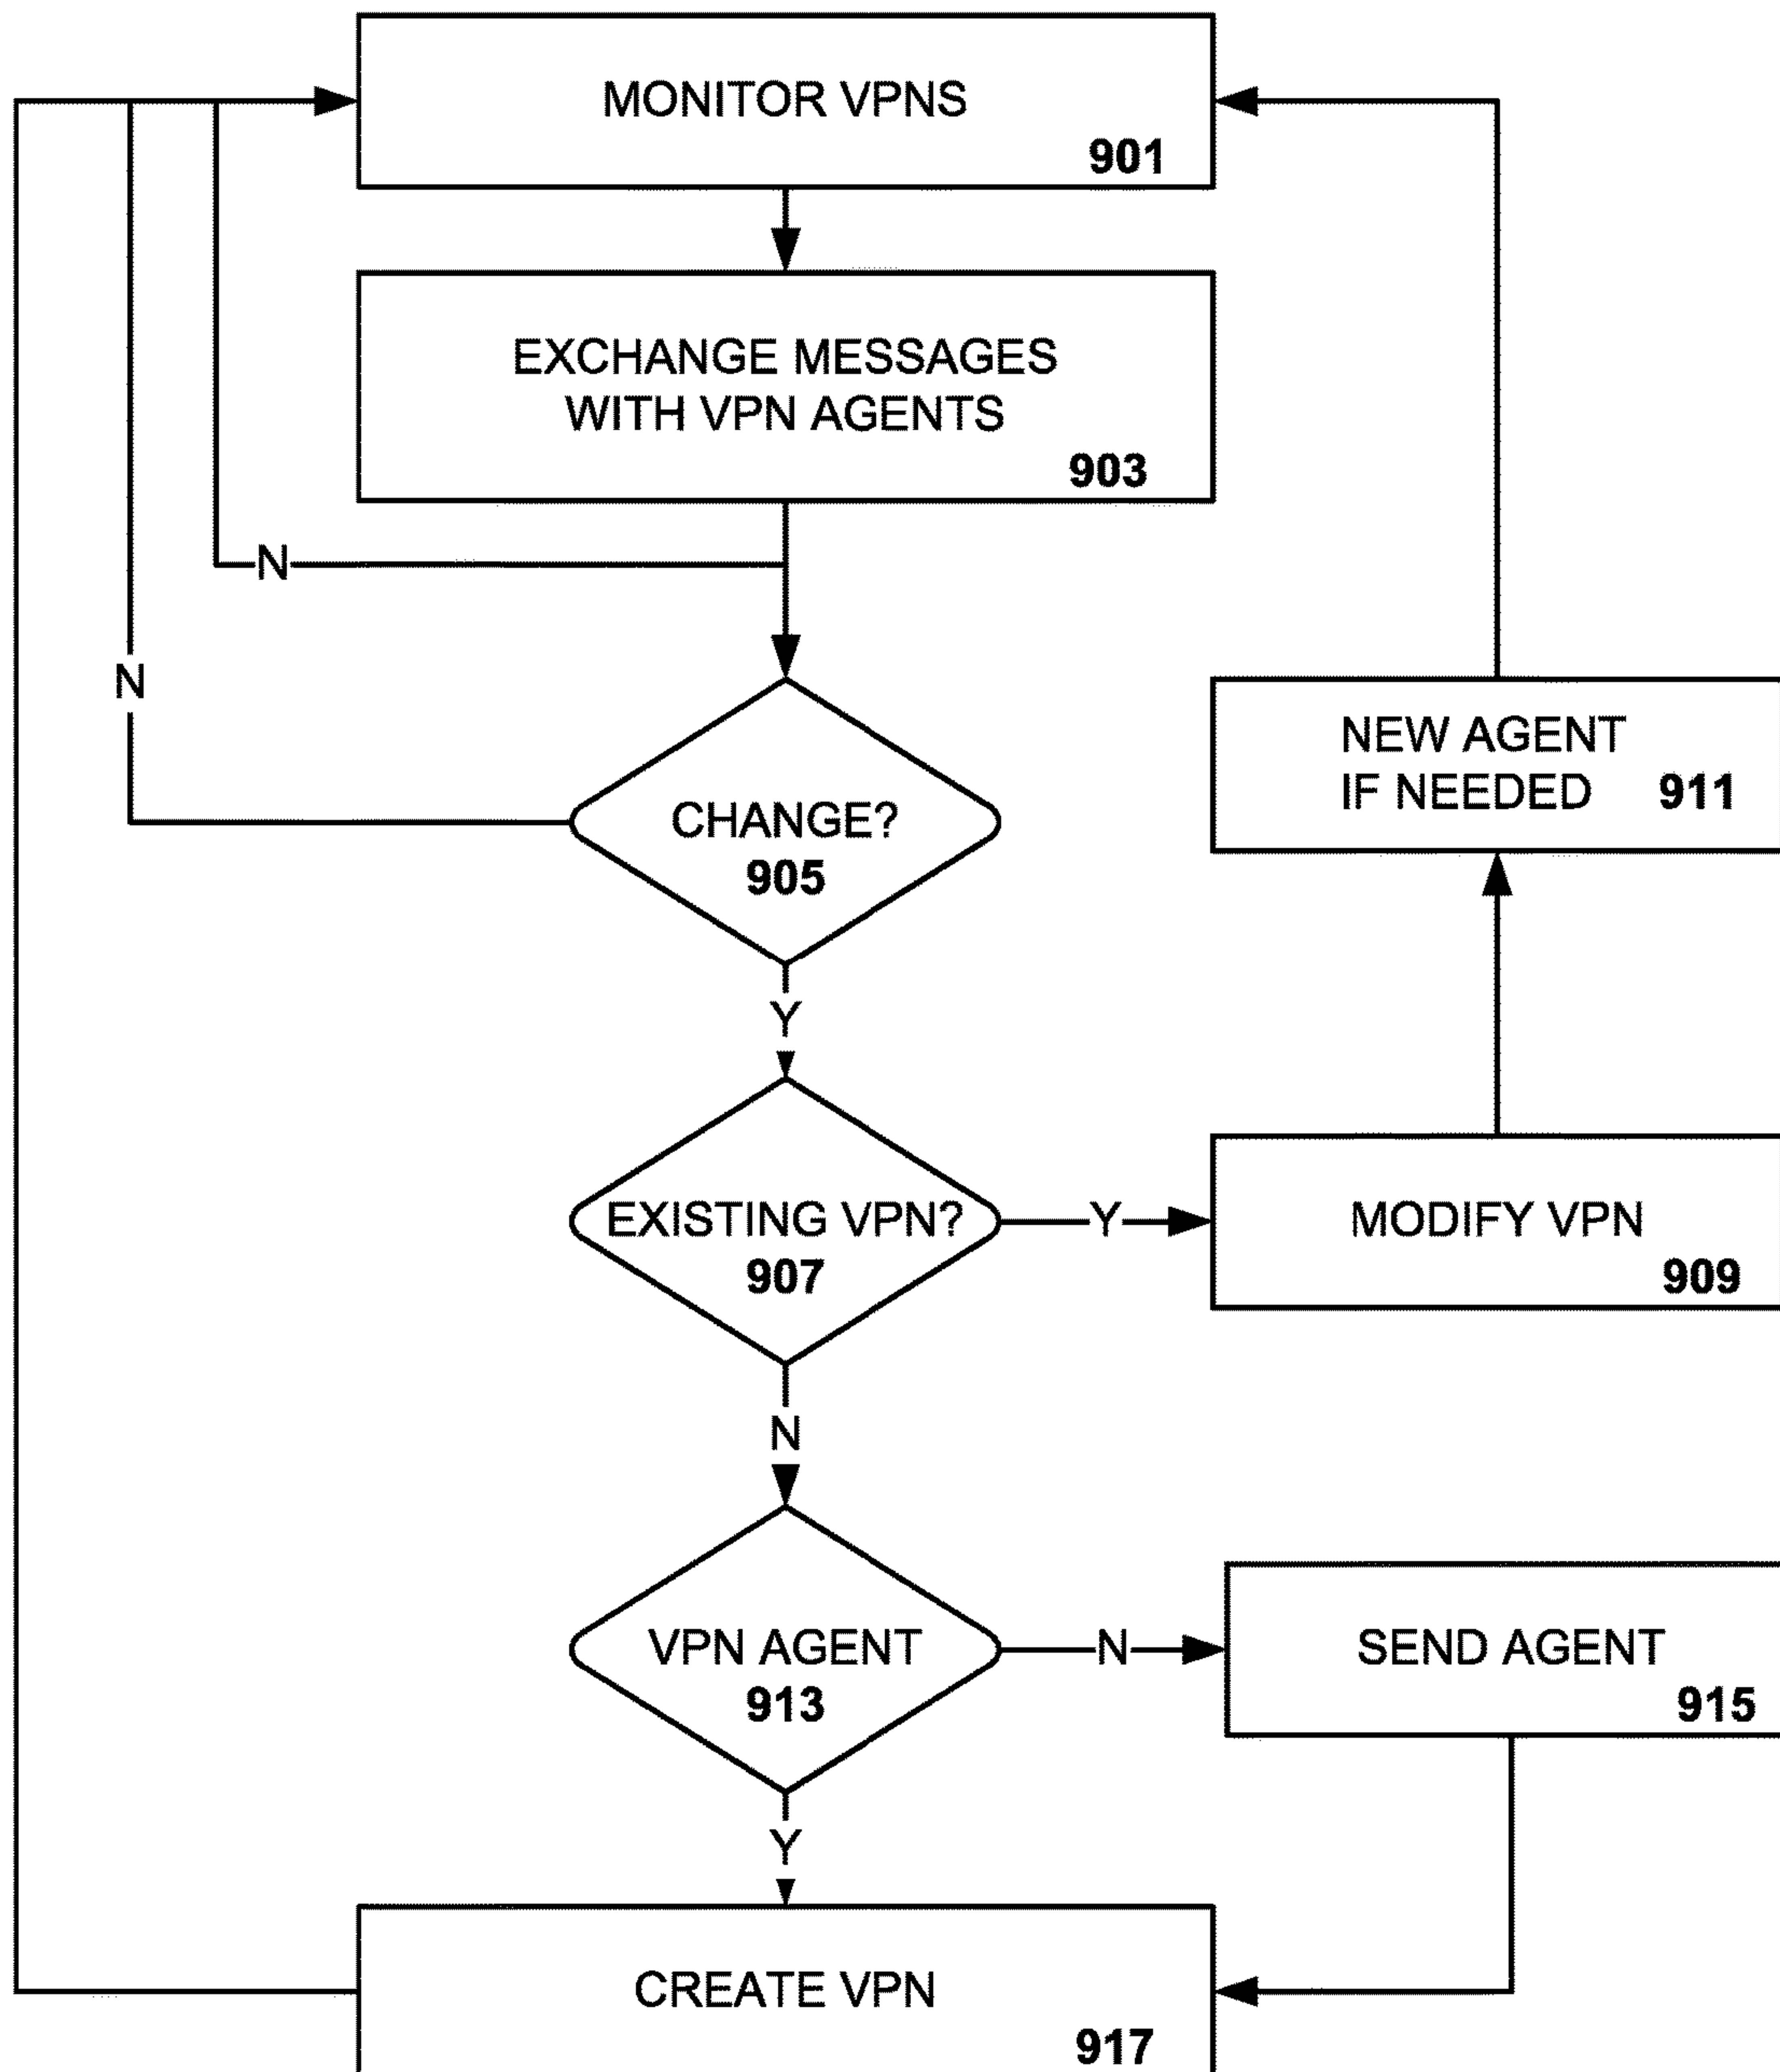 MONITOR VPNS
901
EXCHANGE MESSAGES
WITH VPN AGENTS
903
N
N
CHANGE?
905
NEW AGENT
IF NEEDED 911
Y
EXISTING VPN?
907
Y
MODIFY VPN
909
N
VPN AGENT
913
N
SEND AGENT
915
Y
CREATE VPN
917